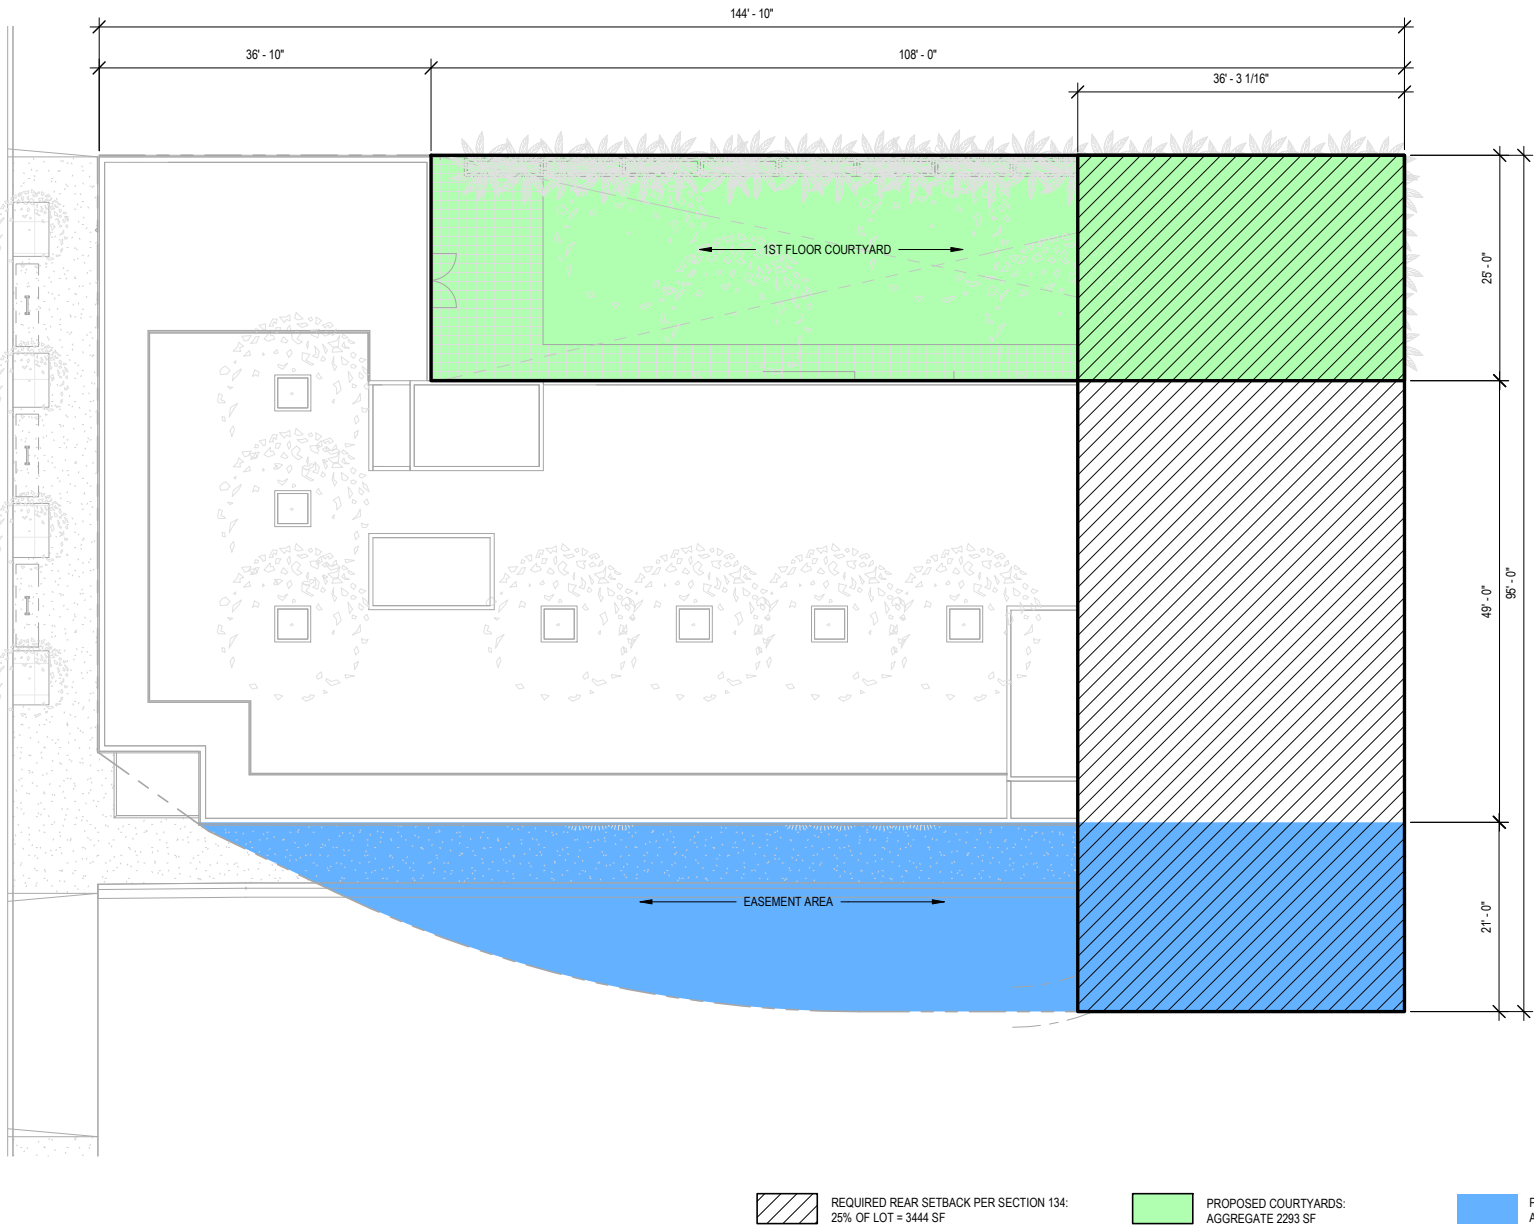 144' - 10"
36' - 10"
108' - 0"
36' - 3 1/16"
1ST FLOOR COURTYARD
25' - 0"
49' - 0"
95' - 0"
EASEMENT AREA
21' - 0"
REQUIRED REAR SETBACK PER SECTION 134:
25% OF LOT = 3444 SF
PROPOSED COURTYARDS:
AGGREGATE 2293 SF